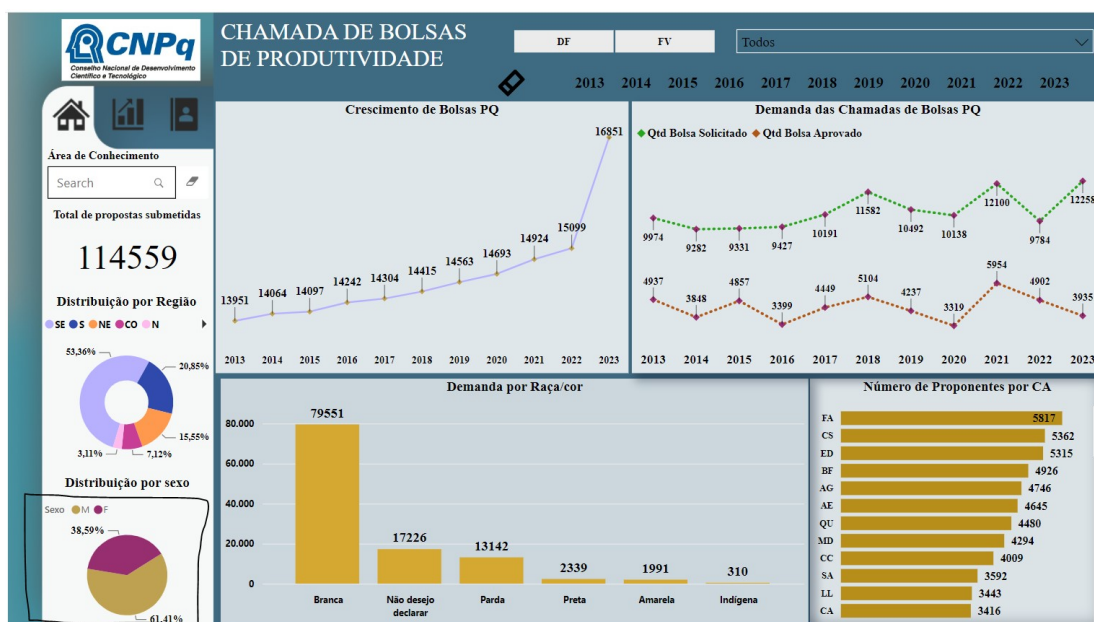 CNPq
Conselho Nacional de Desenvolvimento
Científico e Tecnológico
CHAMADA DE BOLSAS
DE PRODUTIVIDADE
DF FV Todos
2013 2014 2015 2016 2017 2018 2019 2020 2021 2022 2023
Área de Conhecimento
Search
Total de propostas submetidas
114559
Distribuição por Região
SE S NE CO N
53,36%
20,85%
15,55%
3,11%
7,12%
Distribuição por sexo
Sexo M F
38,59%
61,41%
Crescimento de Bolsas PQ
13951 14064 14097 14242 14304 14415 14563 14693 14924 15099 16851
2013 2014 2015 2016 2017 2018 2019 2020 2021 2022 2023
Demanda das Chamadas de Bolsas PQ
Qtd Bolsa Solicitado Qtd Bolsa Aprovado
9974 9282 9331 9427 10191 11582 10492 10138 12100 9784 12258
4937 3848 4857 3399 4449 5104 4237 3319 5954 4902 3935
2013 2014 2015 2016 2017 2018 2019 2020 2021 2022 2023
Demanda por Raça/cor
80.000
60.000
40.000
20.000
0
79551 17226 13142 2339 1991 310
Branca Não desejo declarar Parda Preta Amarela Indígena
Número de Proponentes por CA
FA 5817
CS 5362
ED 5315
BF 4926
AG 4746
AE 4645
QU 4480
MD 4294
CC 4009
SA 3592
LL 3443
CA 3416